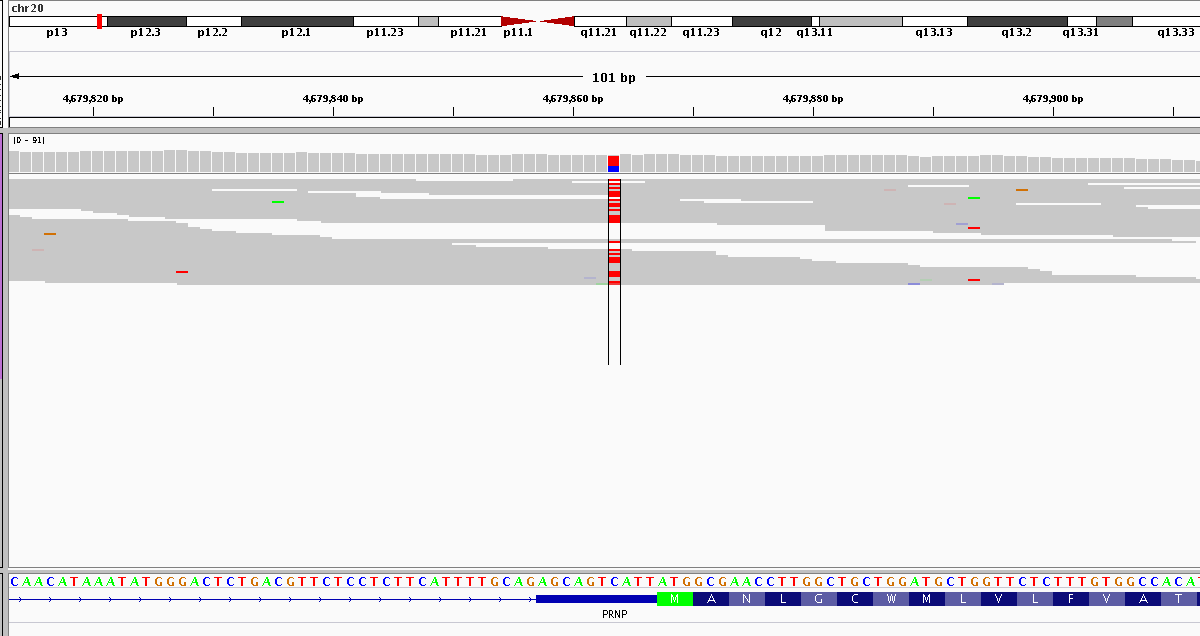 chr20
p13 p12.3 p12.2 p12.1 p11.23 p11.21 p11.1 q11.21 q11.22 q11.23 q12 q13.11 q13.13 q13.2 q13.31 q13.33
101 bp
4,679,820 bp 4,679,840 bp 4,679,860 bp 4,679,880 bp 4,679,900 bp
[0 - 91]
CAACATAAATATGGGACTCTGACGTTCTCCTCTTCATTTTGCAGAGCAGTCATTATGGCGAACCTTGGCTGCTGGATGCTGGTTCTCTTTGTGGCCACAT
M A N L G C W M L V L F V A T
PRNP